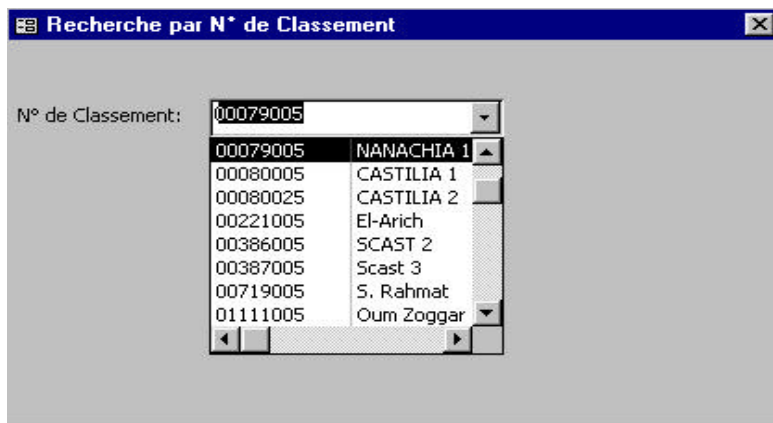 Recherche par N° de Classement
N° de Classement: 00079005
00079005 NANACHIA 1
00080005 CASTILIA 1
00080025 CASTILIA 2
00221005 El-Arich
00386005 SCAST 2
00387005 Scast 3
00719005 S. Rahmat
01111005 Oum Zoggar